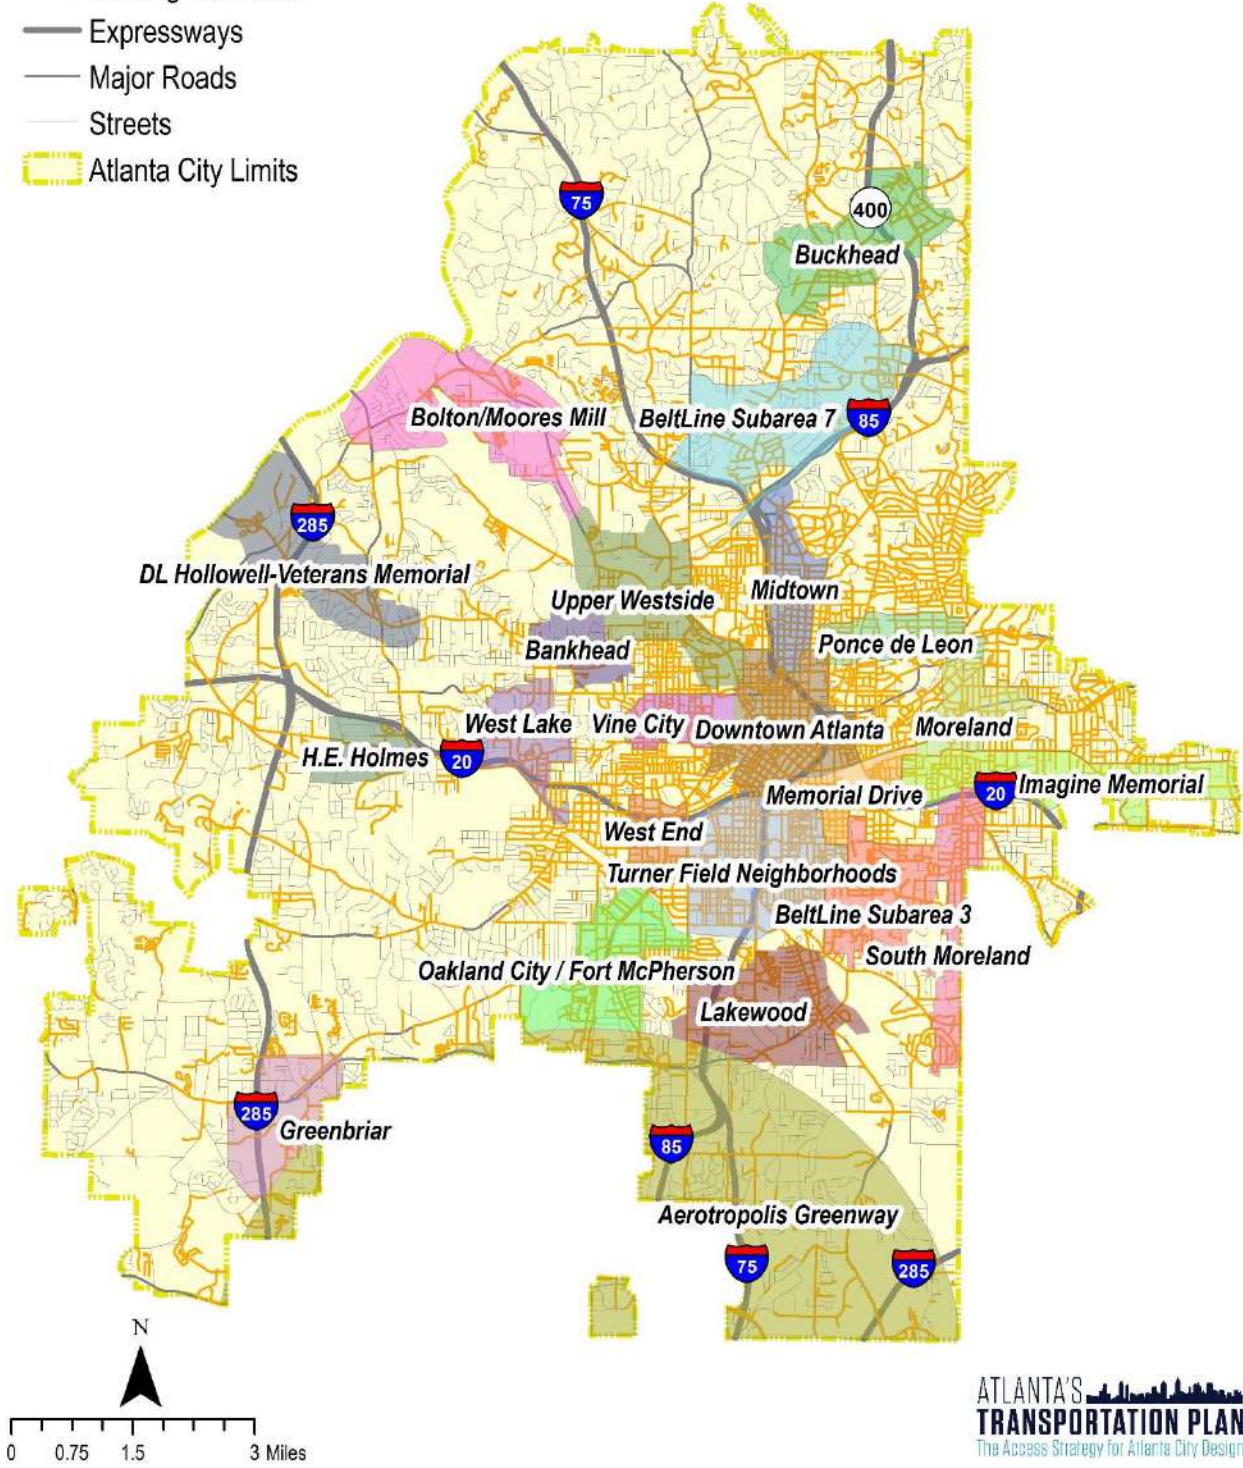 Expressways
Major Roads
Streets
Atlanta City Limits
75
400
Buckhead
Bolton/Moores Mill
BeltLine Subarea 7
85
285
DL Hollowell-Veterans Memorial
Upper Westside
Midtown
Bankhead
Ponce de Leon
West Lake
Vine City
Downtown Atlanta
Moreland
H.E. Holmes
20
Memorial Drive
20
Imagine Memorial
West End
Turner Field Neighborhoods
BeltLine Subarea 3
South Moreland
Oakland City / Fort McPherson
Lakewood
285
Greenbriar
85
Aerotropolis Greenway
75
285
N
0 0.75 1.5 3 Miles
ATLANTA'S
TRANSPORTATION PLAN
The Access Strategy for Atlanta City Design